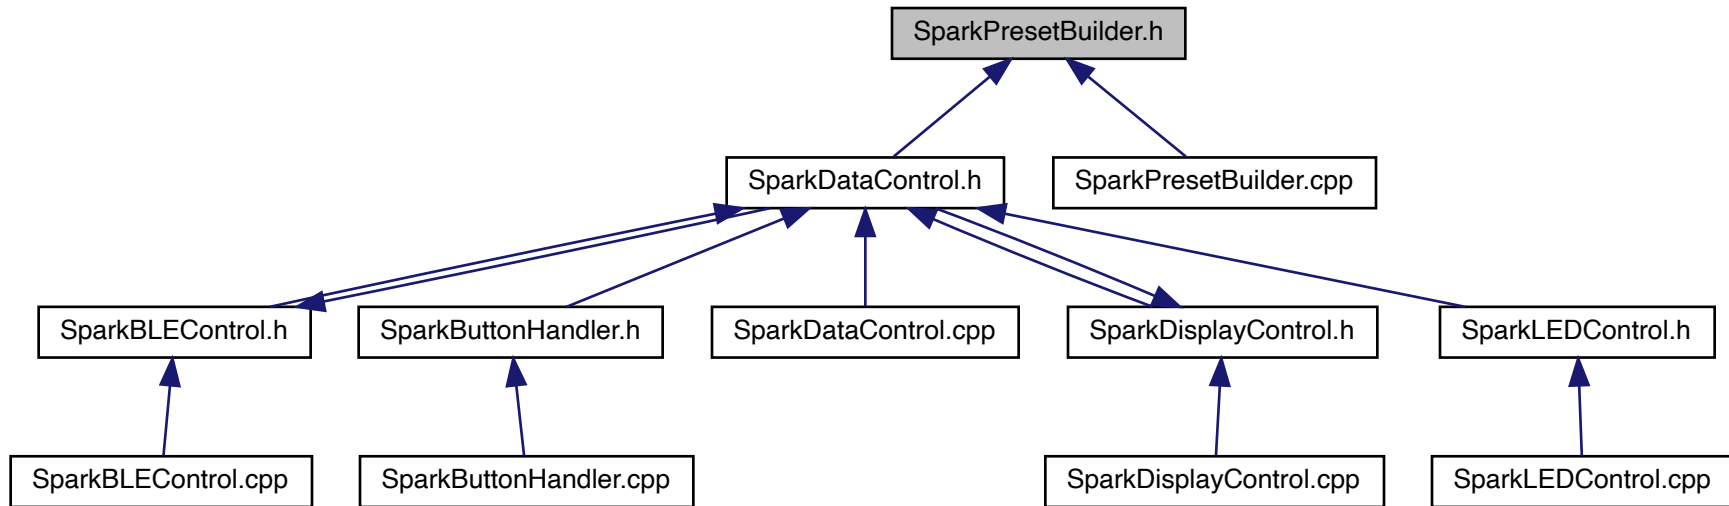 SparkPresetBuilder.h
SparkDataControl.h
SparkPresetBuilder.cpp
SparkBLEControl.h
SparkButtonHandler.h
SparkDataControl.cpp
SparkDisplayControl.h
SparkLEDControl.h
SparkBLEControl.cpp
SparkButtonHandler.cpp
SparkDisplayControl.cpp
SparkLEDControl.cpp